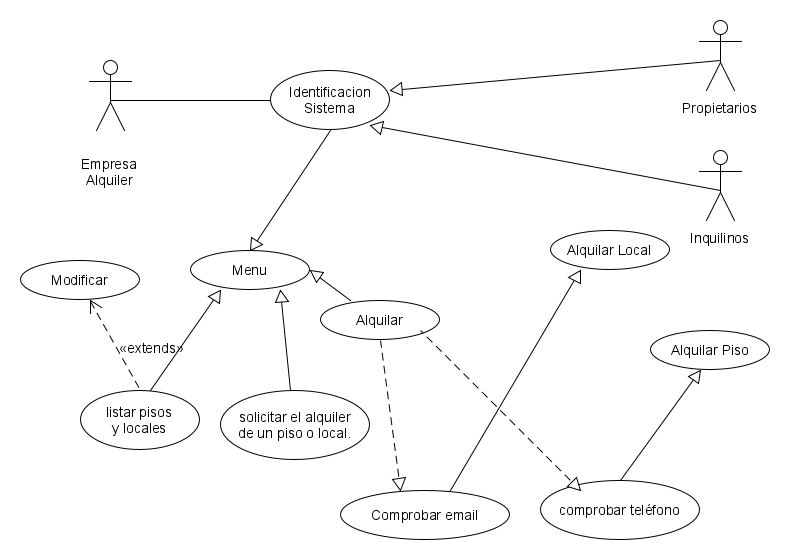 Propietarios
Identificacion
Sistema
Empresa
Alquiler
Inquilinos
Alquilar Local
Menu
Modificar
Alquilar
«extends»
Alquilar Piso
listar pisos
y locales
solicitar el alquiler
de un piso o local.
Comprobar email
comprobar teléfono